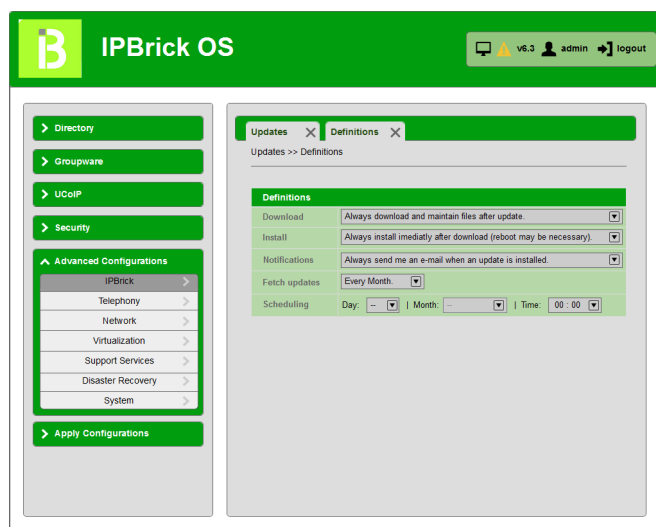 iB
IPBrick OS
v6.3 admin logout
Directory
Groupware
UCoIP
Security
Advanced Configurations
IPBrick
Telephony
Network
Virtualization
Support Services
Disaster Recovery
System
Apply Configurations
Updates Definitions
Updates >> Definitions
Definitions
Download Always download and maintain files after update.
Install Always install imediatly after download (reboot may be necessary).
Notifications Always send me an e-mail when an update is installed.
Fetch updates Every Month.
Scheduling Day: -- | Month: -- | Time: 00 : 00